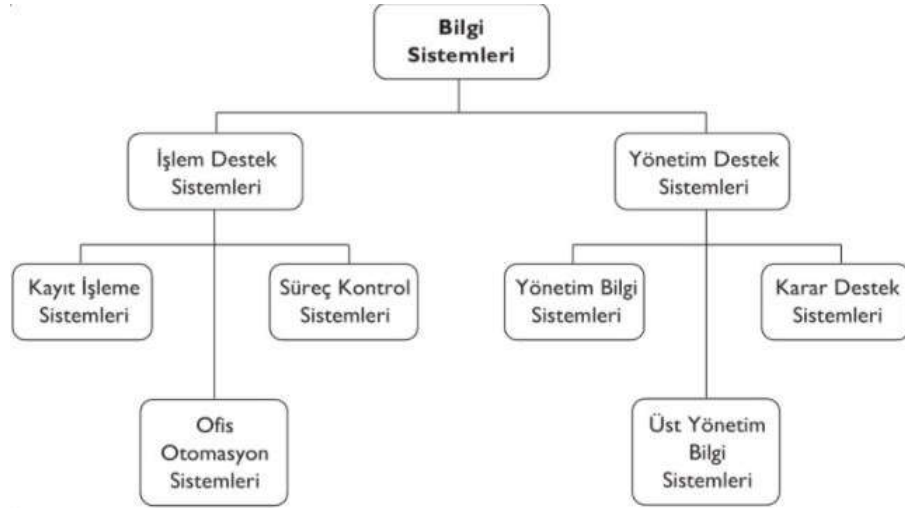 Bilgi
Sistemleri
İşlem Destek
Sistemleri
Yönetim Destek
Sistemleri
Kayıt İşleme
Sistemleri
Süreç Kontrol
Sistemleri
Yönetim Bilgi
Sistemleri
Karar Destek
Sistemleri
Ofis
Otomasyon
Sistemleri
Üst Yönetim
Bilgi
Sistemleri